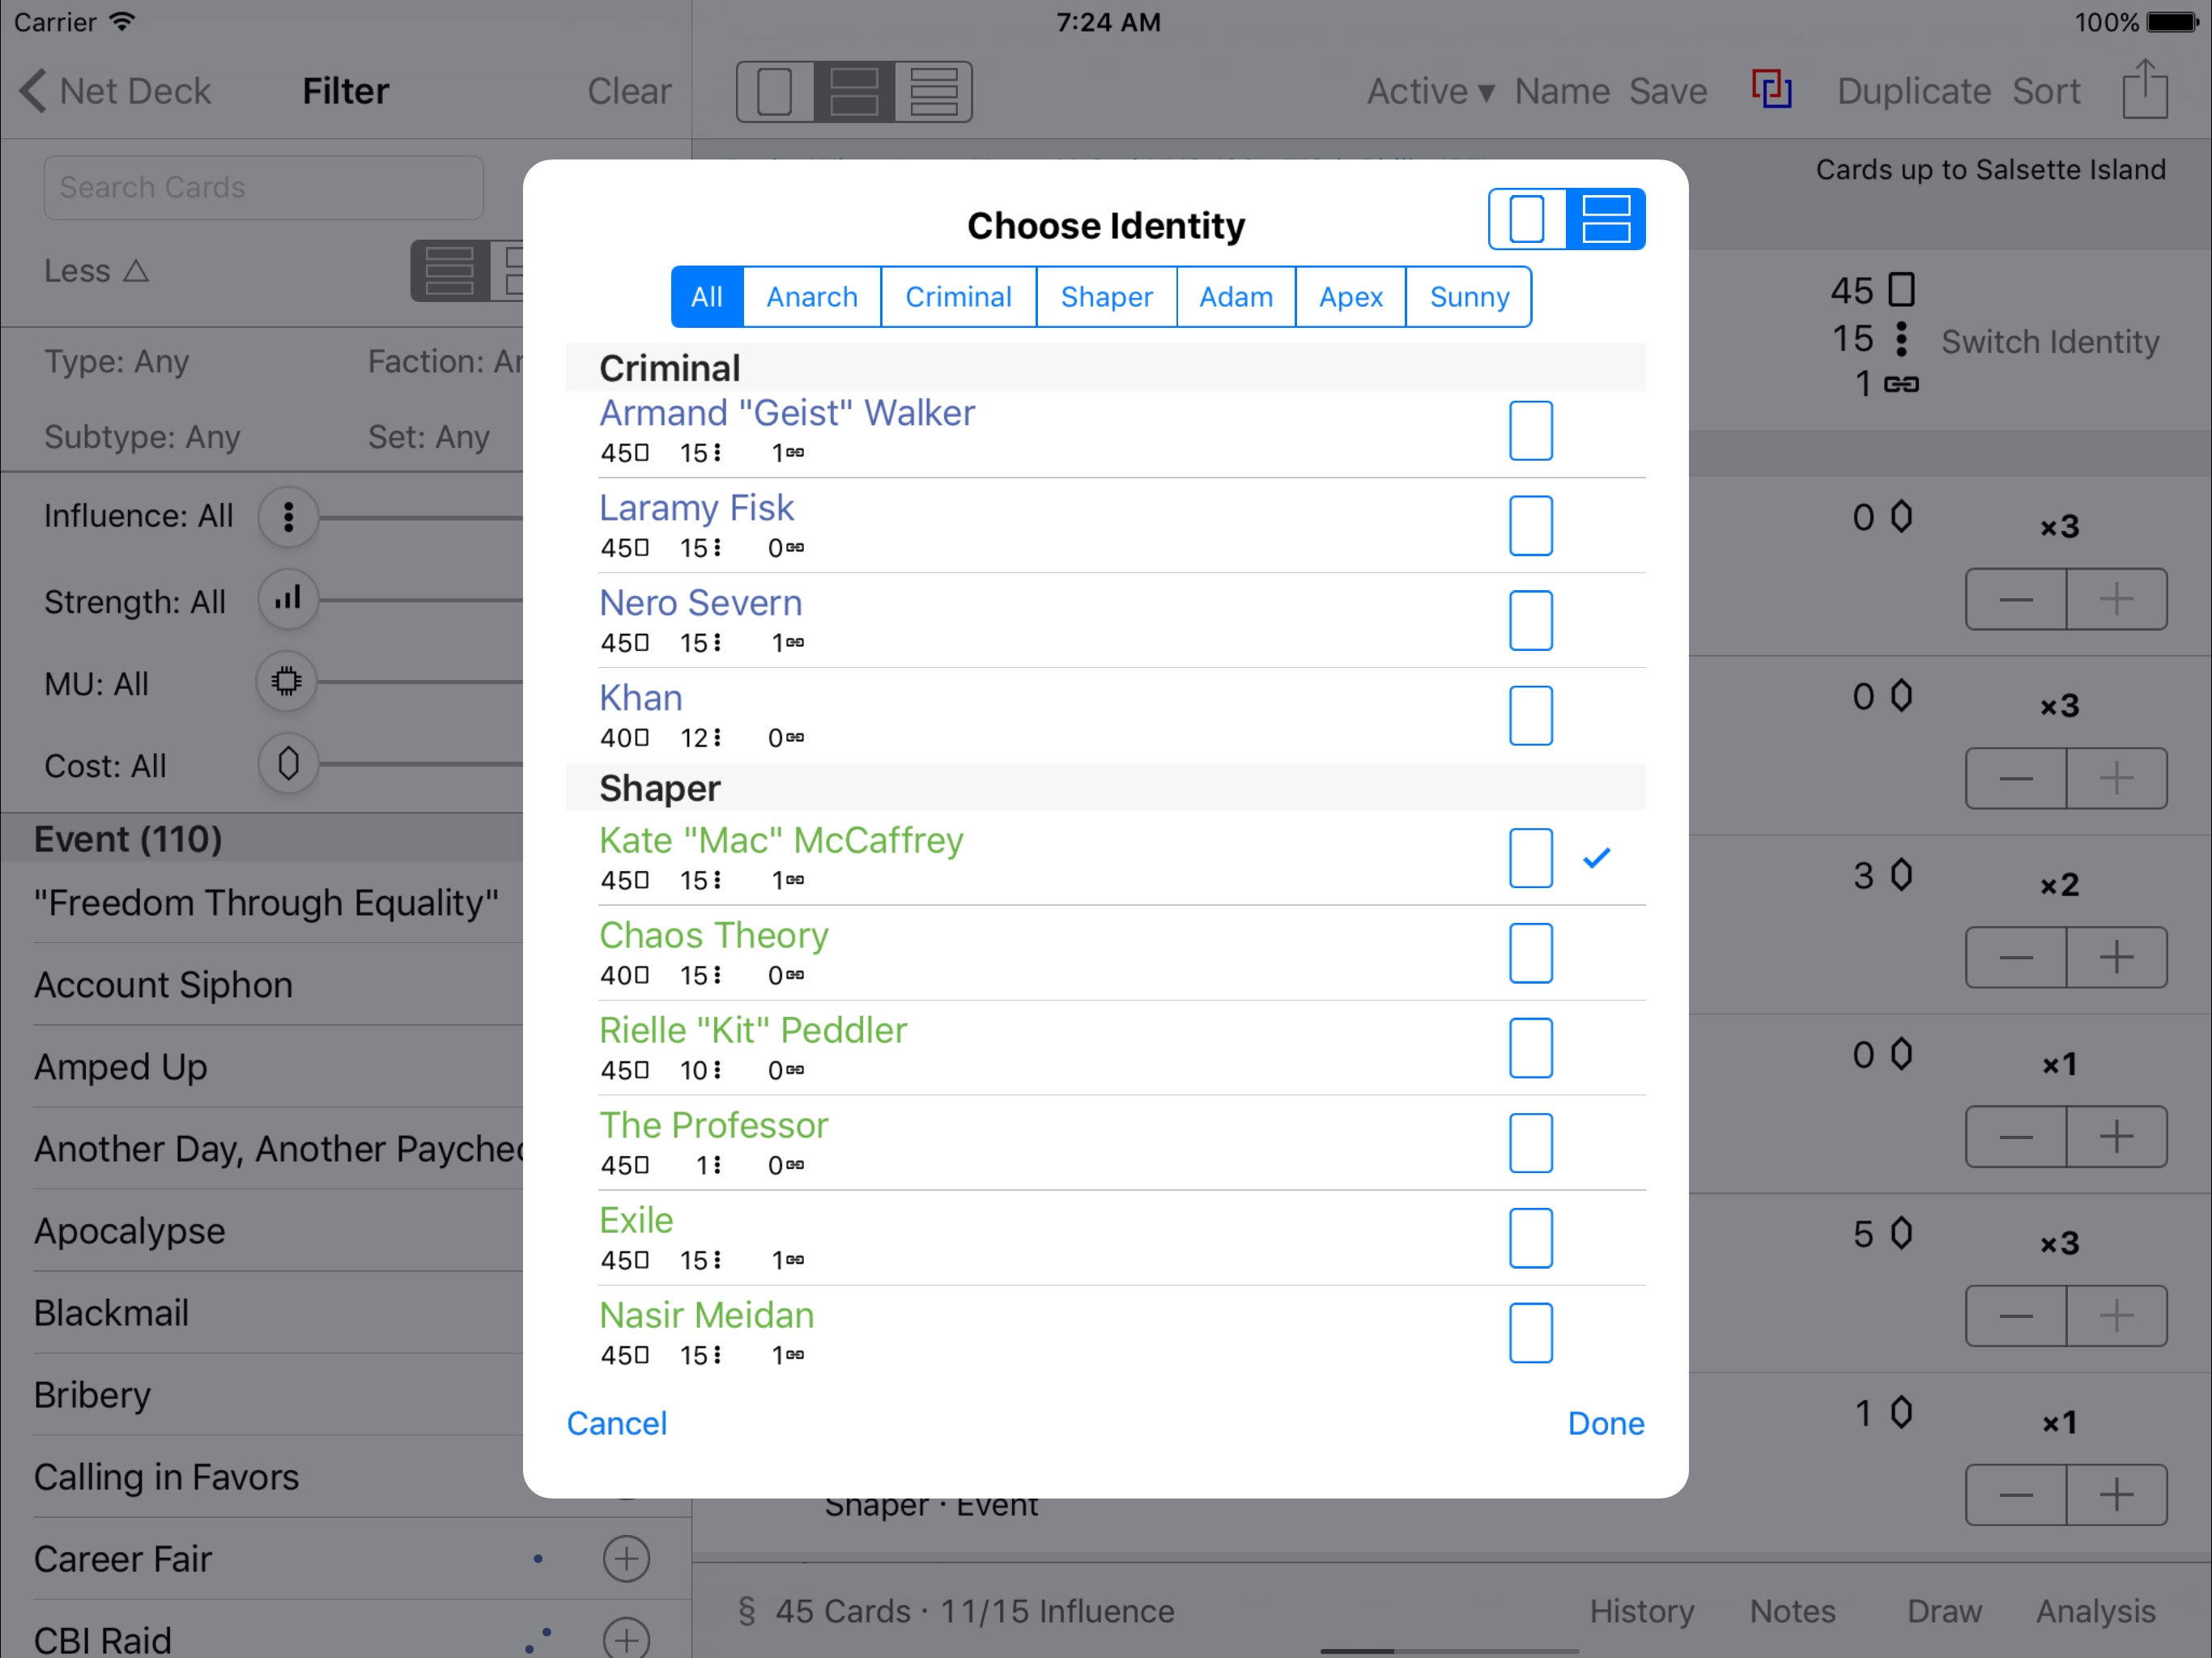 Carrier
7:24 AM
100%
Net Deck
Filter
Clear
Active ▾
Name
Save
Duplicate
Sort
Search Cards
Less △
Type: Any
Faction:
Subtype: Any
Set: Any
Influence: All
Strength: All
MU: All
Cost: All
Event (110)
"Freedom Through Equality"
Account Siphon
Amped Up
Another Day, Another
Apocalypse
Blackmail
Bribery
Calling in Favors
Career Fair
CBI Raid
Choose Identity
All
Anarch
Criminal
Shaper
Adam
Apex
Sunny
Criminal
Armand "Geist" Walker
45 15 1
Laramy Fisk
45 15 0
Nero Severn
45 15 1
Khan
40 12 0
Shaper
Kate "Mac" McCaffrey
45 15 1
Chaos Theory
40 15 0
Rielle "Kit" Peddler
45 10 0
The Professor
45 1 0
Exile
45 15 1
Nasir Meidan
45 15 1
Cancel
Done
Cards up to Salsette Island
45
15
1
Switch Identity
0 ×3
0 ×3
3 ×2
0 ×1
5 ×3
1 ×1
Shaper · Event
§ 45 Cards · 11/15 Influence
History
Notes
Draw
Analysis